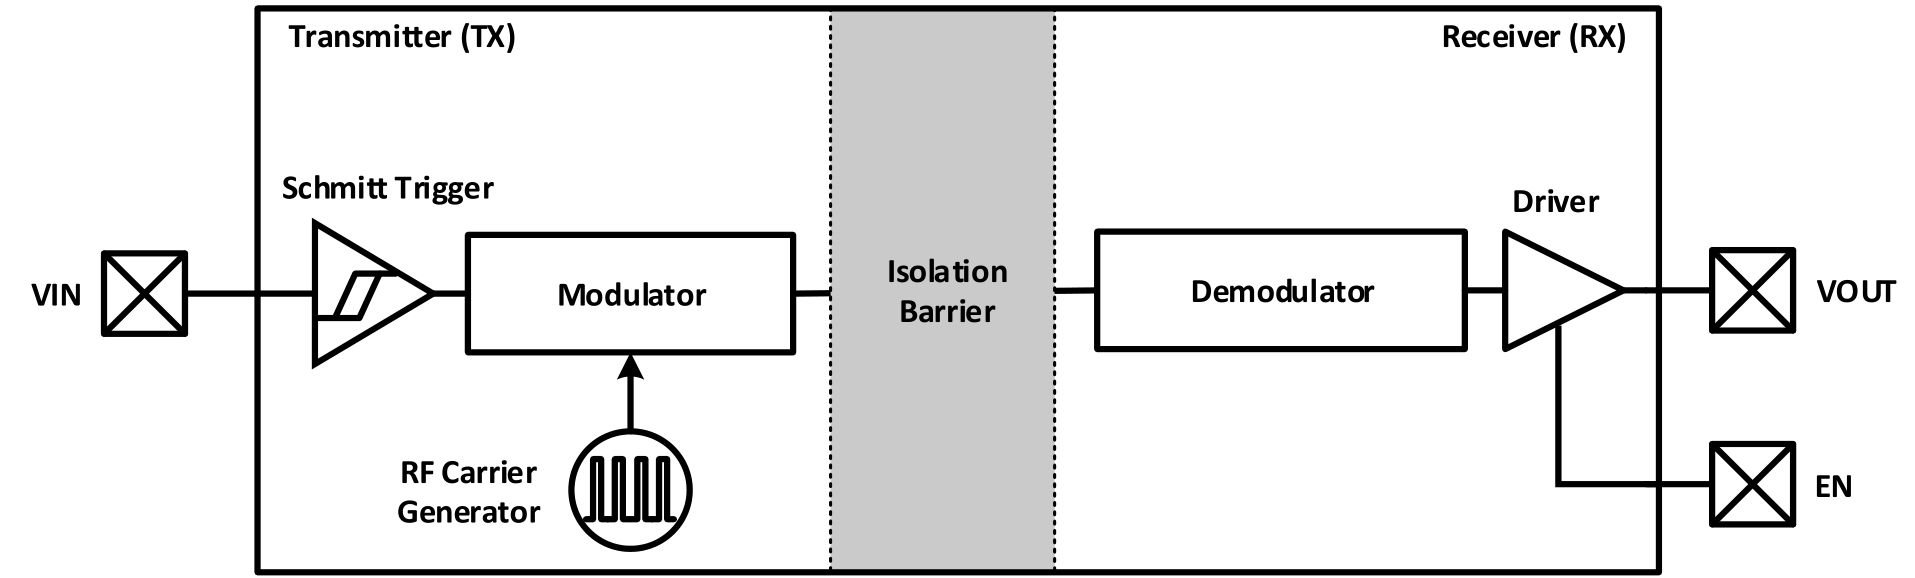 Transmitter (TX)
Receiver (RX)
Schmitt Trigger
Driver
VIN
Modulator
Isolation
Barrier
Demodulator
VOUT
RF Carrier
Generator
EN